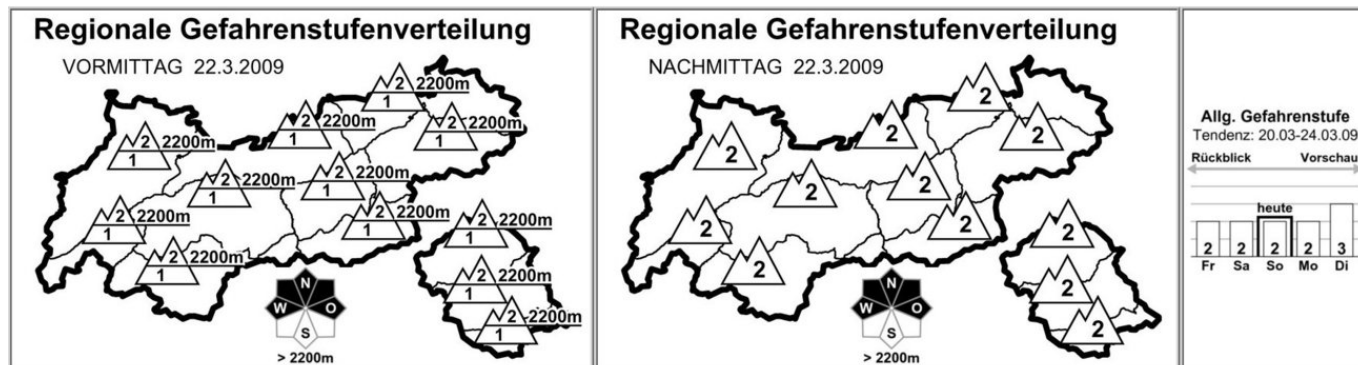 Regionale Gefahrenstufenverteilung
VORMITTAG 22.3.2009
2 2200m
1
2 2200m
1
2 2200m
1
2 2200m
1
2 2200m
1
2 2200m
1
2 2200m
1
2 2200m
1
2 2200m
1
2 2200m
1
2 2200m
1
2 2200m
1
N
W O
S
> 2200m
Regionale Gefahrenstufenverteilung
NACHMITTAG 22.3.2009
2
2
2
2
2
2
2
2
2
2
2
2
N
W O
S
> 2200m
Allg. Gefahrenstufe
Tendenz: 20.03-24.03.09
Rückblick Vorschau
heute
2 2 2 2 3
Fr Sa So Mo Di